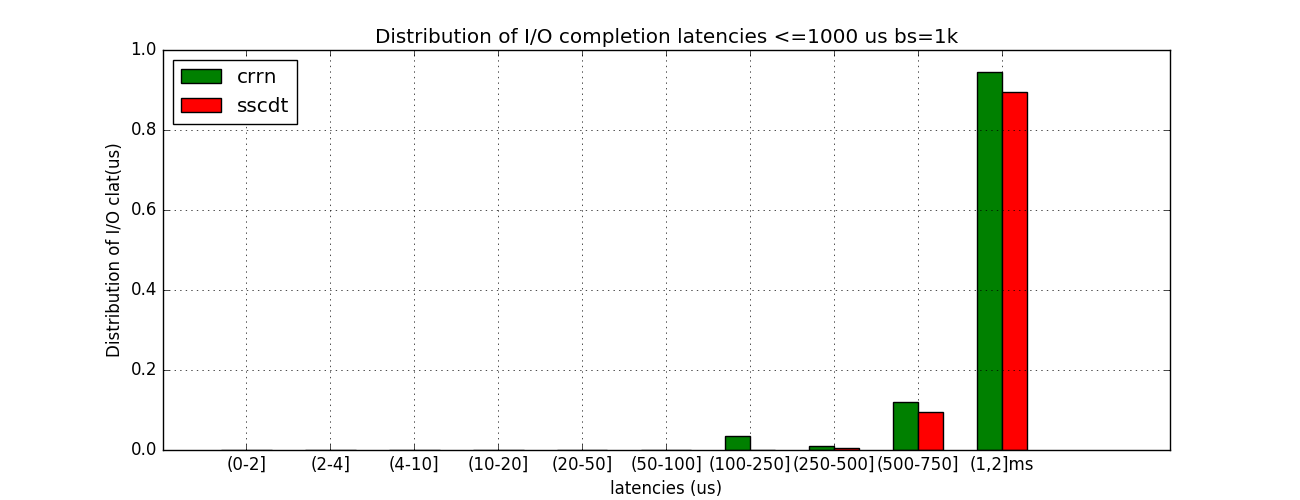 Distribution of I/O completion latencies <=1000 us bs=1k
1.0
0.8
0.6
0.4
0.2
0.0
Distribution of I/O clat(us)
crrn
sscdt
(0-2] (2-4] (4-10] (10-20] (20-50] (50-100] (100-250] (250-500] (500-750] (1,2]ms
latencies (us)